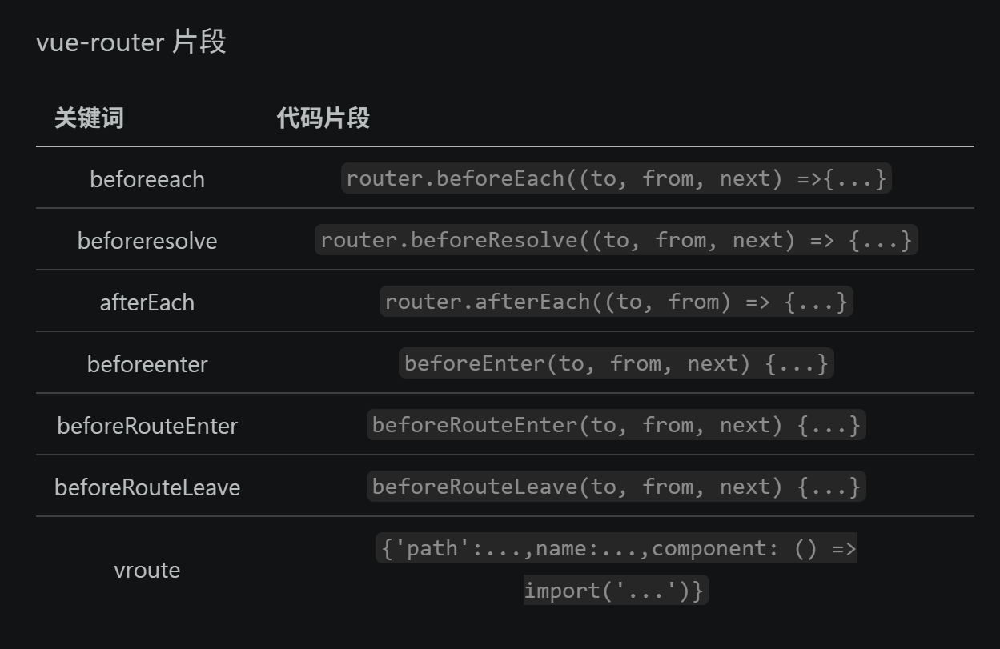 vue-router 片段
关键词 代码片段
beforeeach router.beforeEach((to, from, next) =>{...}
beforeresolve router.beforeResolve((to, from, next) => {...}
afterEach router.afterEach((to, from) => {...}
beforeenter beforeEnter(to, from, next) {...}
beforeRouteEnter beforeRouteEnter(to, from, next) {...}
beforeRouteLeave beforeRouteLeave(to, from, next) {...}
vroute {'path':...,name:...,component: () =>
import('...')}